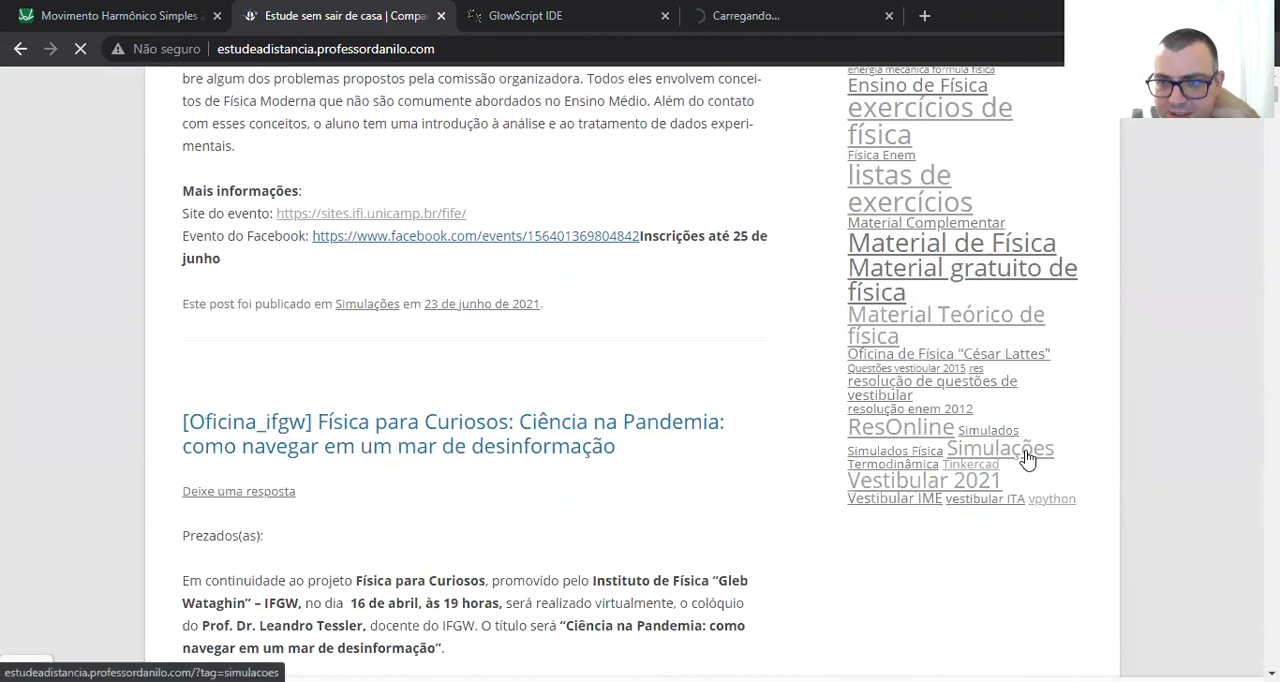 Movimento Harmônico Simples 2
Estude sem sair de casa | Compar
GlowScript IDE
Carregando...
Não seguro
estudeadistancia.professordanilo.com
bre algum dos problemas propostos pela comissão organizadora. Todos eles envolvem concei-
tos de Física Moderna que não são comumente abordados no Ensino Médio. Além do contato
com esses conceitos, o aluno tem uma introdução à análise e ao tratamento de dados experi-
mentais.
Mais informações:
Site do evento: https://sites.ifi.unicamp.br/fife/
Evento do Facebook: https://www.facebook.com/events/156401369804842Inscrições até 25 de
junho
Este post foi publicado em Simulações em 23 de junho de 2021.
[Oficina_ifgw] Física para Curiosos: Ciência na Pandemia:
como navegar em um mar de desinformação
Deixe uma resposta
Prezados(as):
Em continuidade ao projeto Física para Curiosos, promovido pelo Instituto de Física “Gleb
Wataghin” – IFGW, no dia 16 de abril, às 19 horas, será realizado virtualmente, o colóquio
do Prof. Dr. Leandro Tessler, docente do IFGW. O título será “Ciência na Pandemia: como
navegar em um mar de desinformação”.
energia mecânica fórmula física
Ensino de Física
exercícios de
física
Física Enem
listas de
exercícios
Material Complementar
Material de Física
Material gratuito de
física
Material Teórico de
física
Oficina de Física "César Lattes"
Questões vestibular 2015 res
resolução de questões de
vestibular
resolução enem 2012
ResOnline Simulados
Simulados Física Simulações
Termodinâmica Tinkercad
Vestibular 2021
Vestibular IME vestibular ITA vpython
estudeadistancia.professordanilo.com/?tag=simulacoes